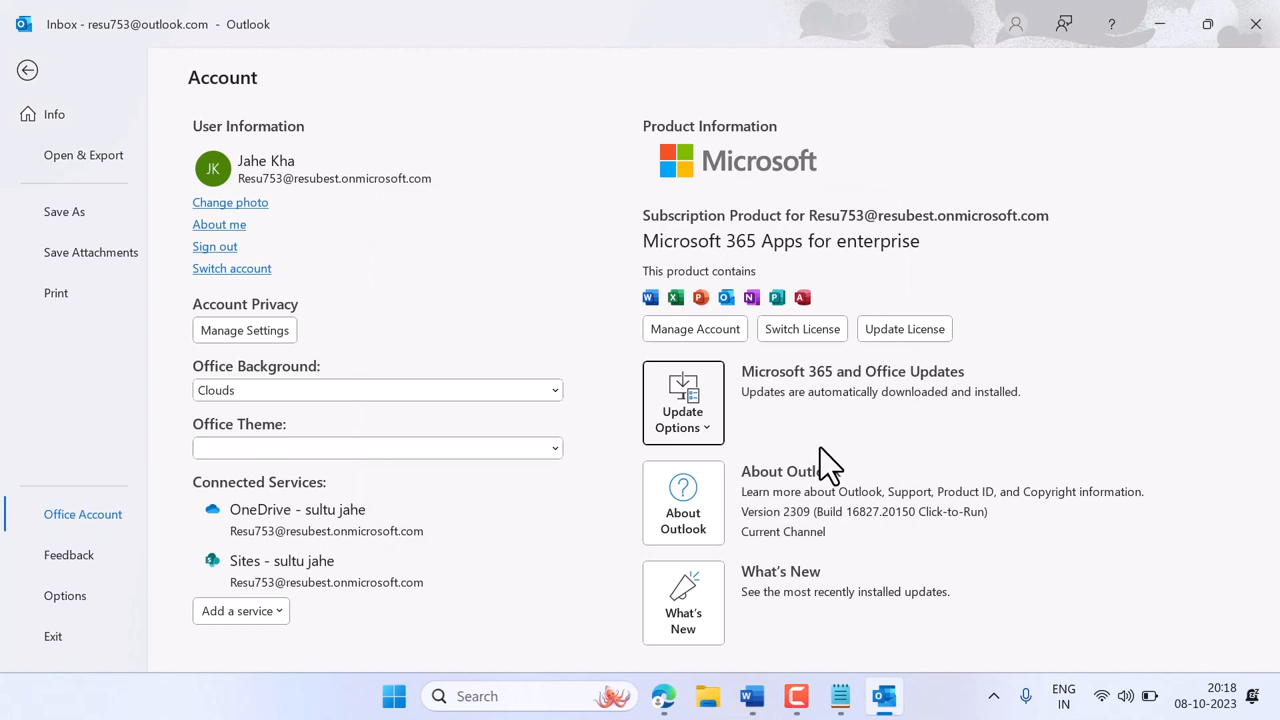 Inbox - resu753@outlook.com - Outlook
?
Account
Info
Open & Export
Save As
Save Attachments
Print
Office Account
Feedback
Options
Exit
User Information
JK
Jahe Kha
Resu753@resubest.onmicrosoft.com
Change photo
About me
Sign out
Switch account
Account Privacy
Manage Settings
Office Background:
Clouds
Office Theme:
Connected Services:
OneDrive - sultu jahe
Resu753@resubest.onmicrosoft.com
Sites - sultu jahe
Resu753@resubest.onmicrosoft.com
Add a service
Product Information
Microsoft
Subscription Product for Resu753@resubest.onmicrosoft.com
Microsoft 365 Apps for enterprise
This product contains
W X P O N P A
Manage Account
Switch License
Update License
Update
Options
Microsoft 365 and Office Updates
Updates are automatically downloaded and installed.
About
Outlook
About
Learn more about Outlook, Support, Product ID, and Copyright information.
Version 2309 (Build 16827.20150 Click-to-Run)
Current Channel
What's
New
What's New
See the most recently installed updates.
Search
ENG
IN
20:18
08-10-2023